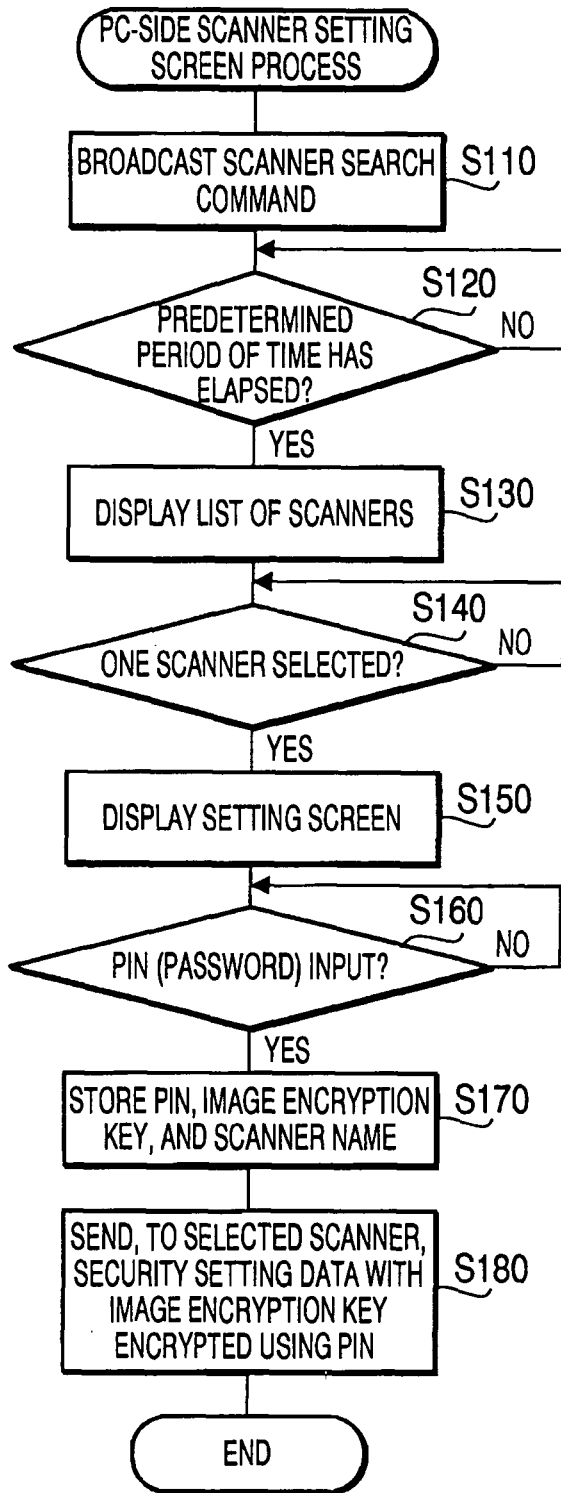 PC-SIDE SCANNER SETTING
SCREEN PROCESS
BROADCAST SCANNER SEARCH
COMMAND
S110
S120
PREDETERMINED
PERIOD OF TIME HAS
ELAPSED?
NO
YES
DISPLAY LIST OF SCANNERS
S130
S140
ONE SCANNER SELECTED?
NO
YES
DISPLAY SETTING SCREEN
S150
S160
PIN (PASSWORD) INPUT?
NO
YES
STORE PIN, IMAGE ENCRYPTION
KEY, AND SCANNER NAME
S170
SEND, TO SELECTED SCANNER,
SECURITY SETTING DATA WITH
IMAGE ENCRYPTION KEY
ENCRYPTED USING PIN
S180
END